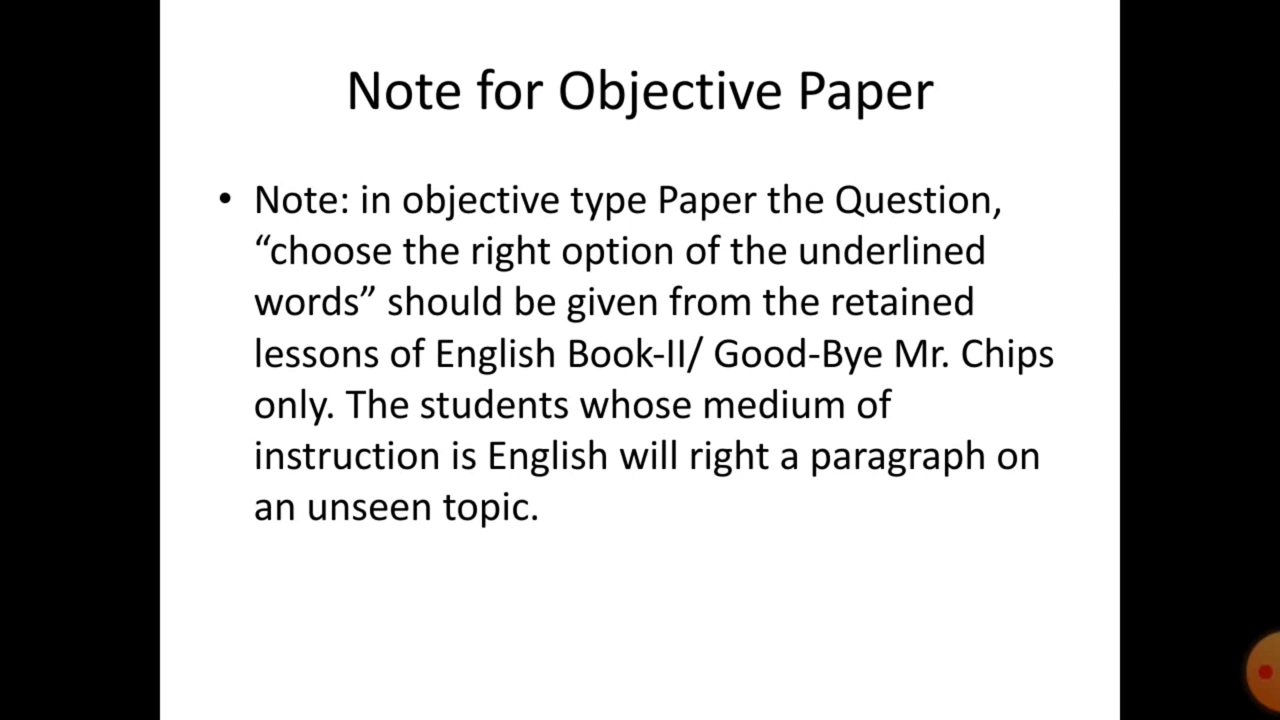 Note for Objective Paper
• Note: in objective type Paper the Question,
“choose the right option of the underlined
words” should be given from the retained
lessons of English Book-II/ Good-Bye Mr. Chips
only. The students whose medium of
instruction is English will right a paragraph on
an unseen topic.